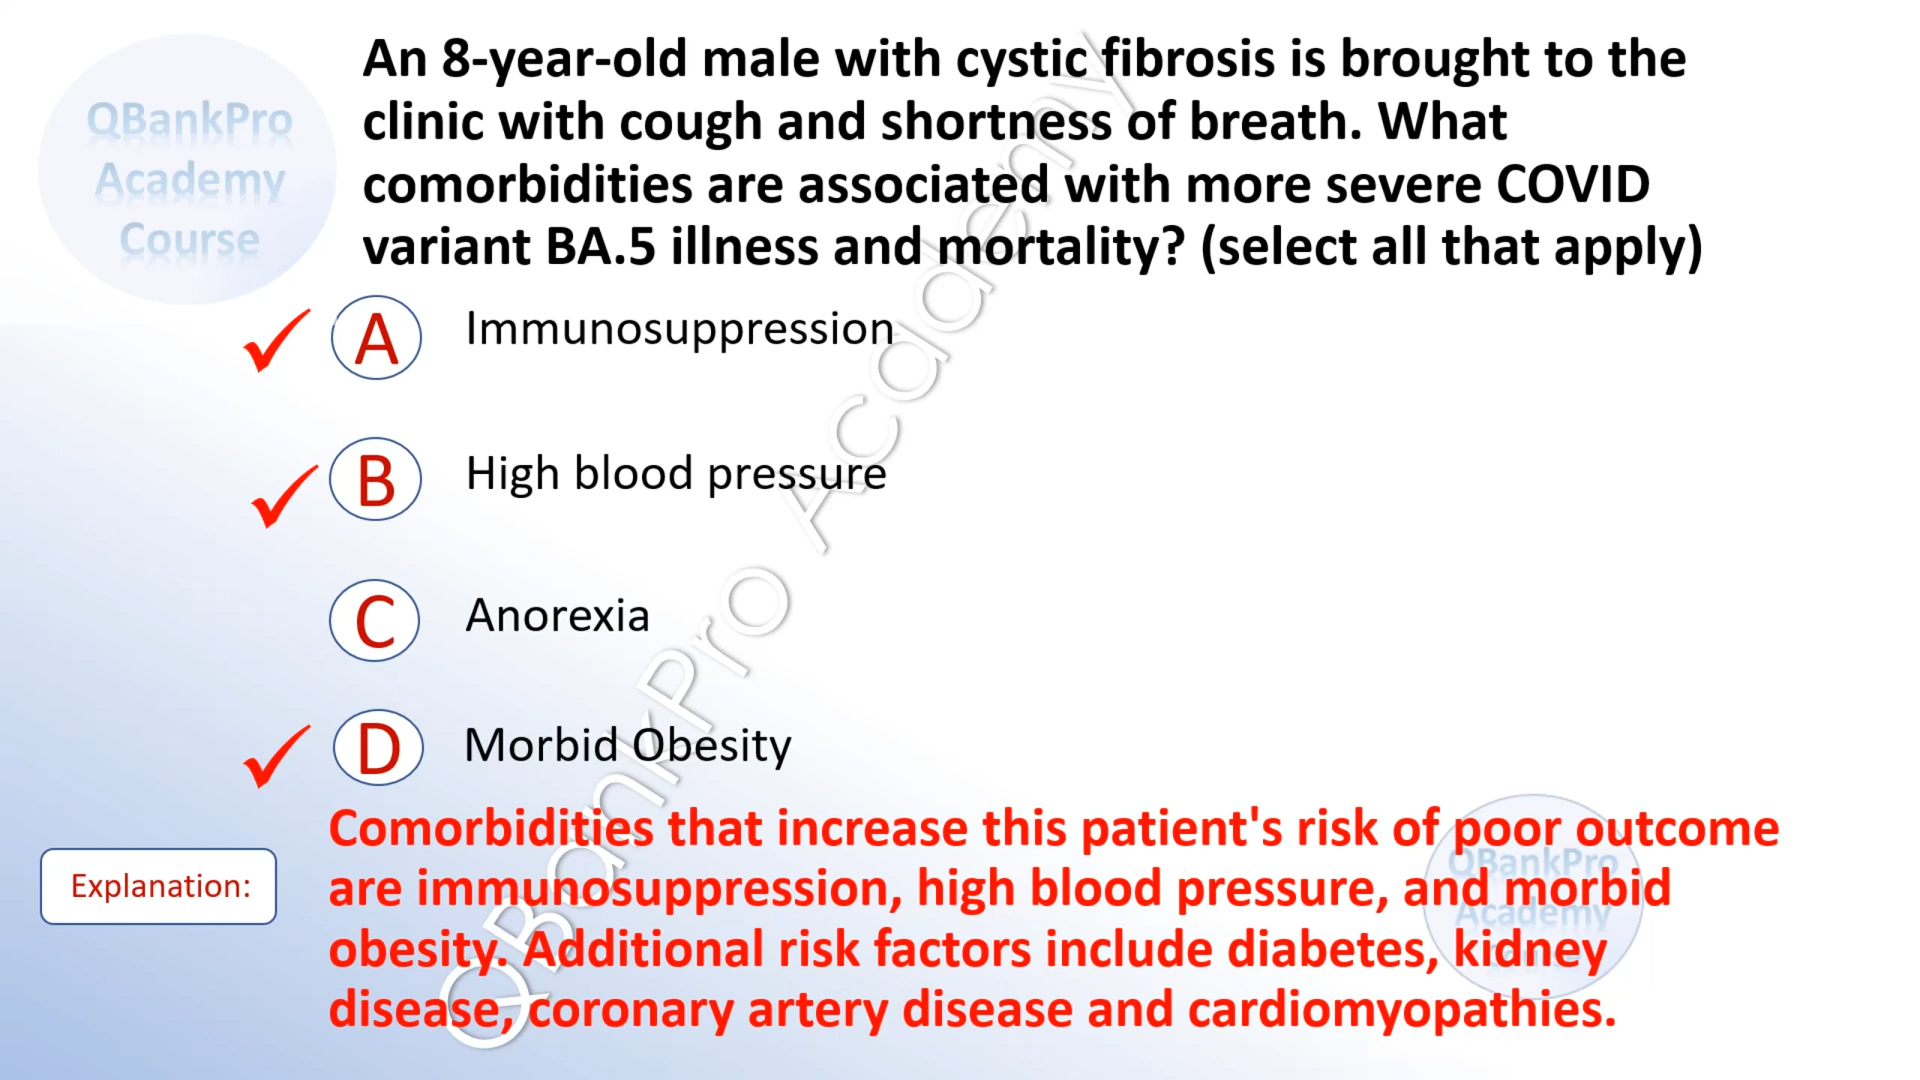 QBankPro
Academy
Course
An 8-year-old male with cystic fibrosis is brought to the
clinic with cough and shortness of breath. What
comorbidities are associated with more severe COVID
variant BA.5 illness and mortality? (select all that apply)
A Immunosuppression
B High blood pressure
C Anorexia
D Morbid Obesity
QBankPro Academy
Explanation:
Comorbidities that increase this patient's risk of poor outcome
are immunosuppression, high blood pressure, and morbid
obesity. Additional risk factors include diabetes, kidney
disease, coronary artery disease and cardiomyopathies.
QBankPro
Academy